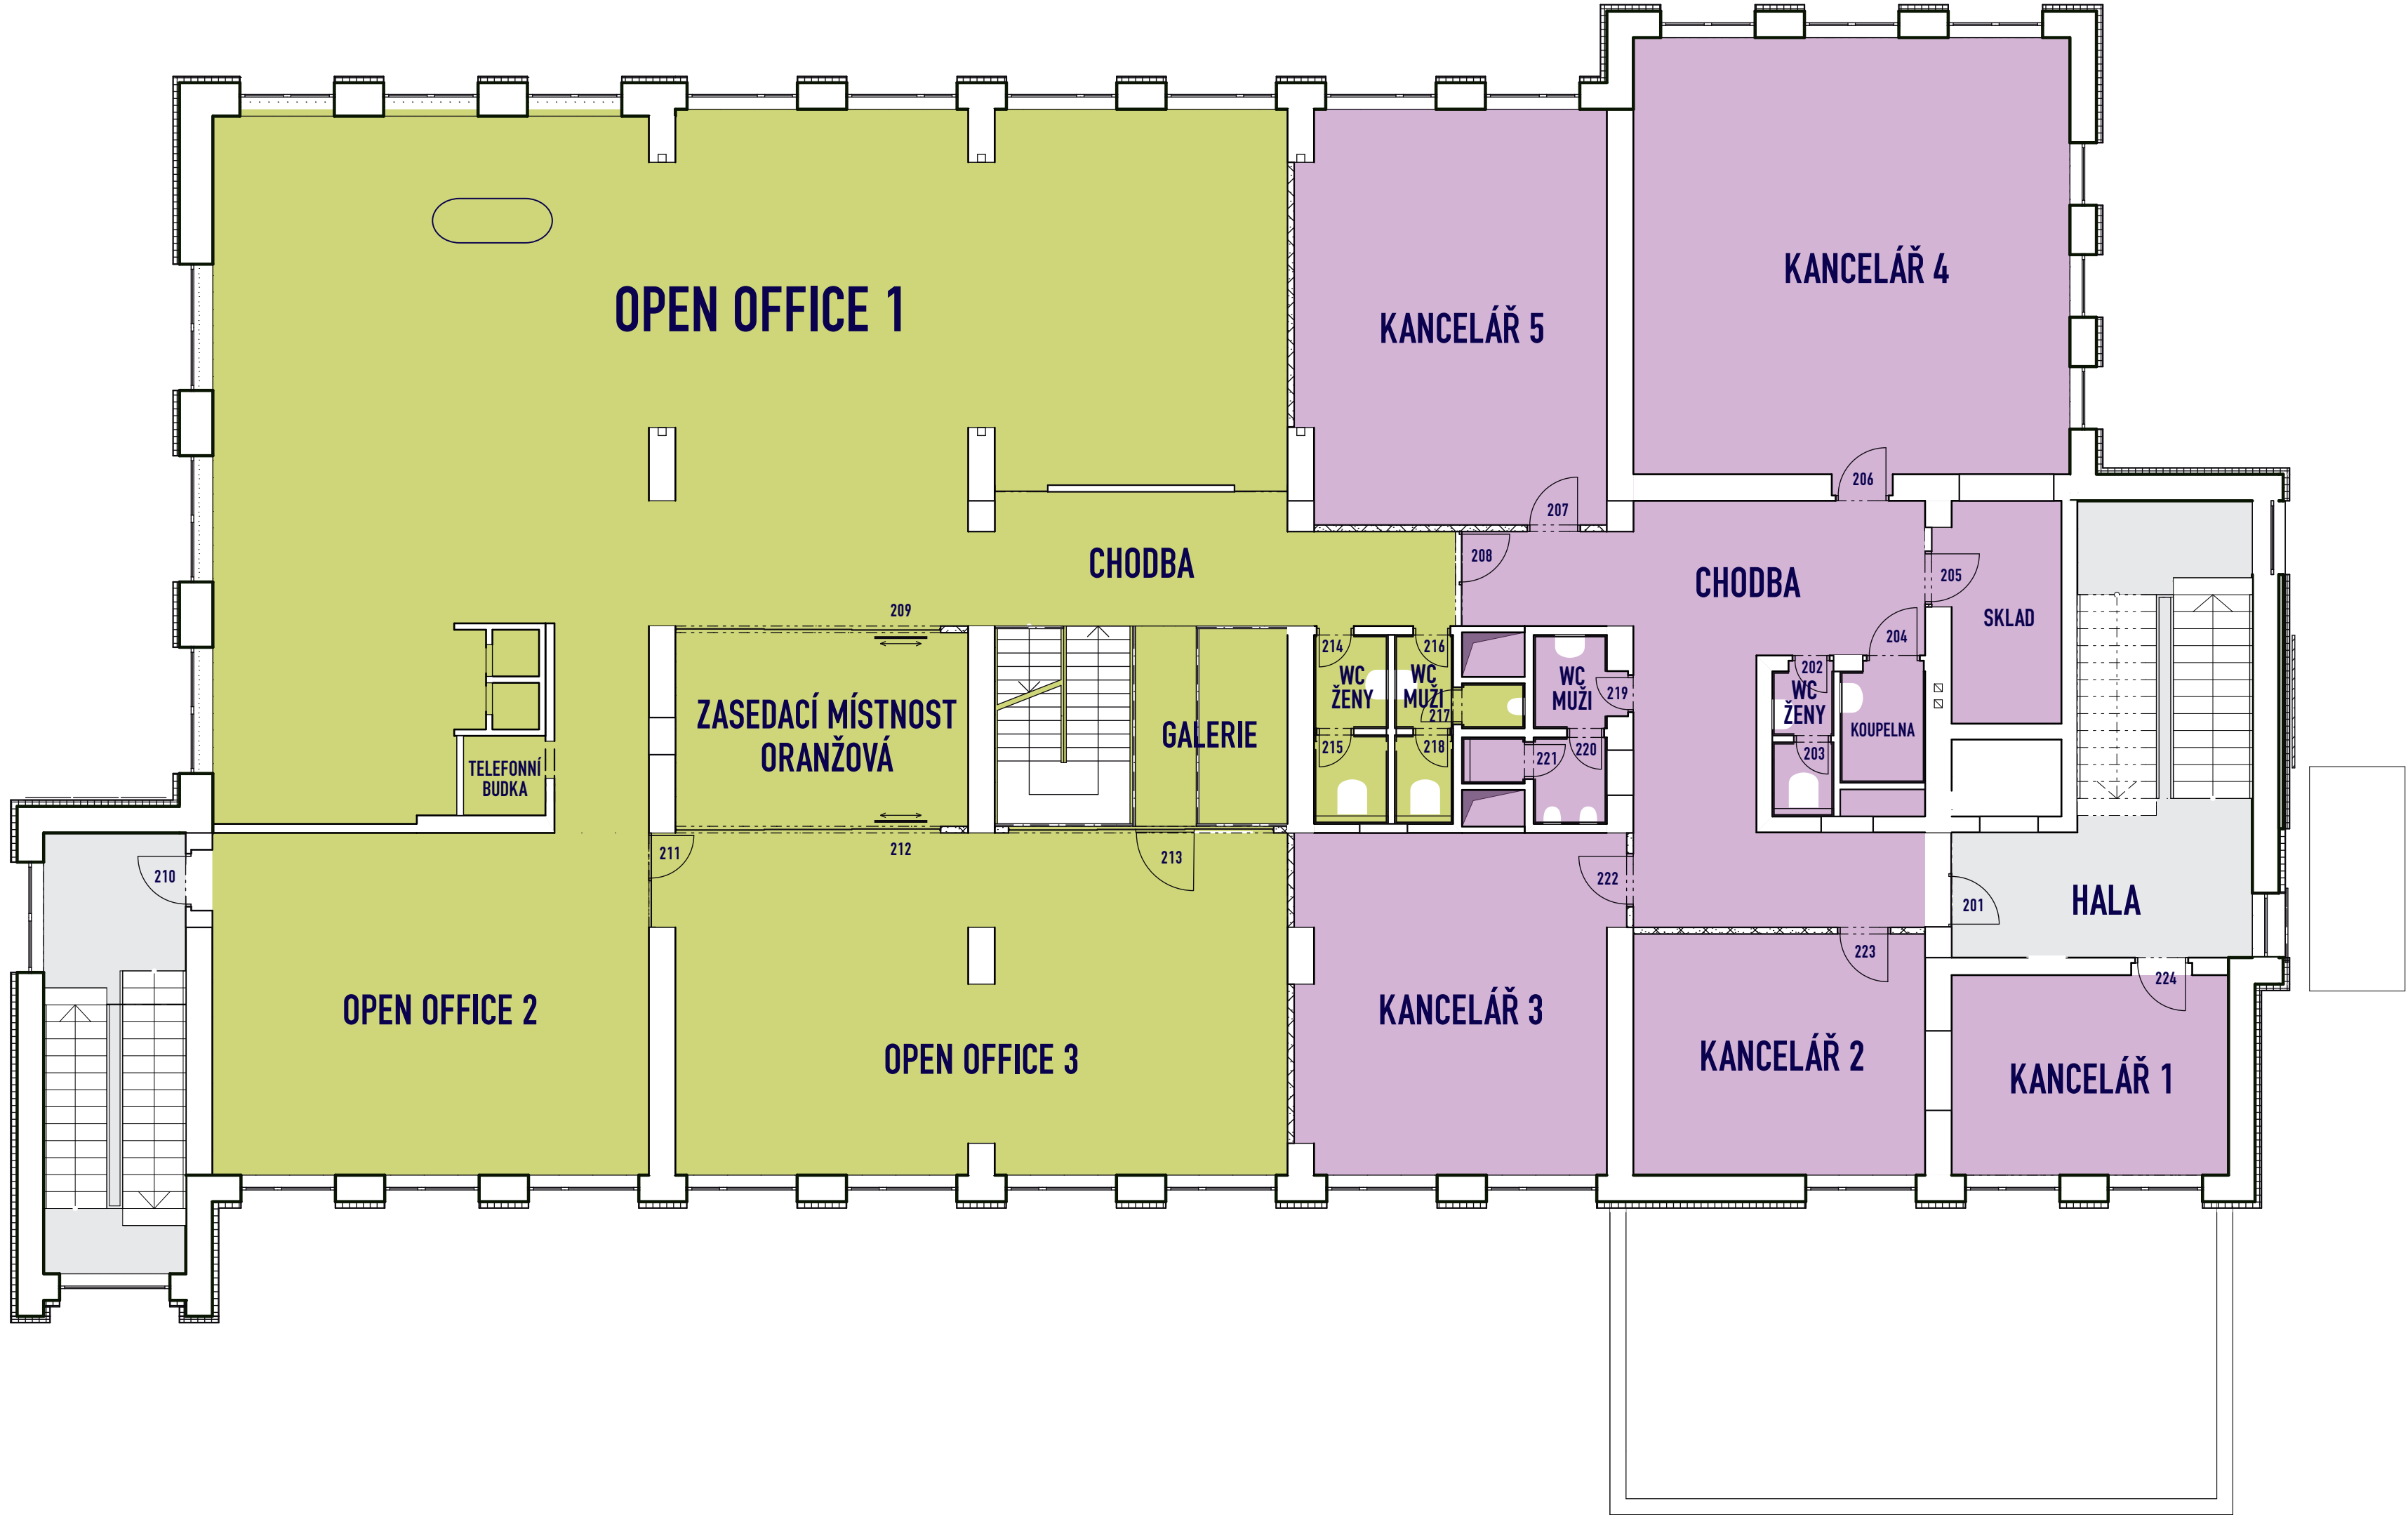 KANCELÁŘ 4
OPEN OFFICE 1
KANCELÁŘ 5
206
207
208
CHODBA
CHODBA
205
209
SKLAD
204
214
216
202
WC
ŽENY
WC
MUŽI
WC
MUŽI
219
WC
ŽENY
ZASEDACÍ MÍSTNOST
ORANŽOVÁ
GALERIE
217
KOUPELNA
215
218
220
221
203
TELEFONNÍ
BUDKA
210
211
212
213
222
201
HALA
223
224
OPEN OFFICE 2
KANCELÁŘ 3
OPEN OFFICE 3
KANCELÁŘ 2
KANCELÁŘ 1